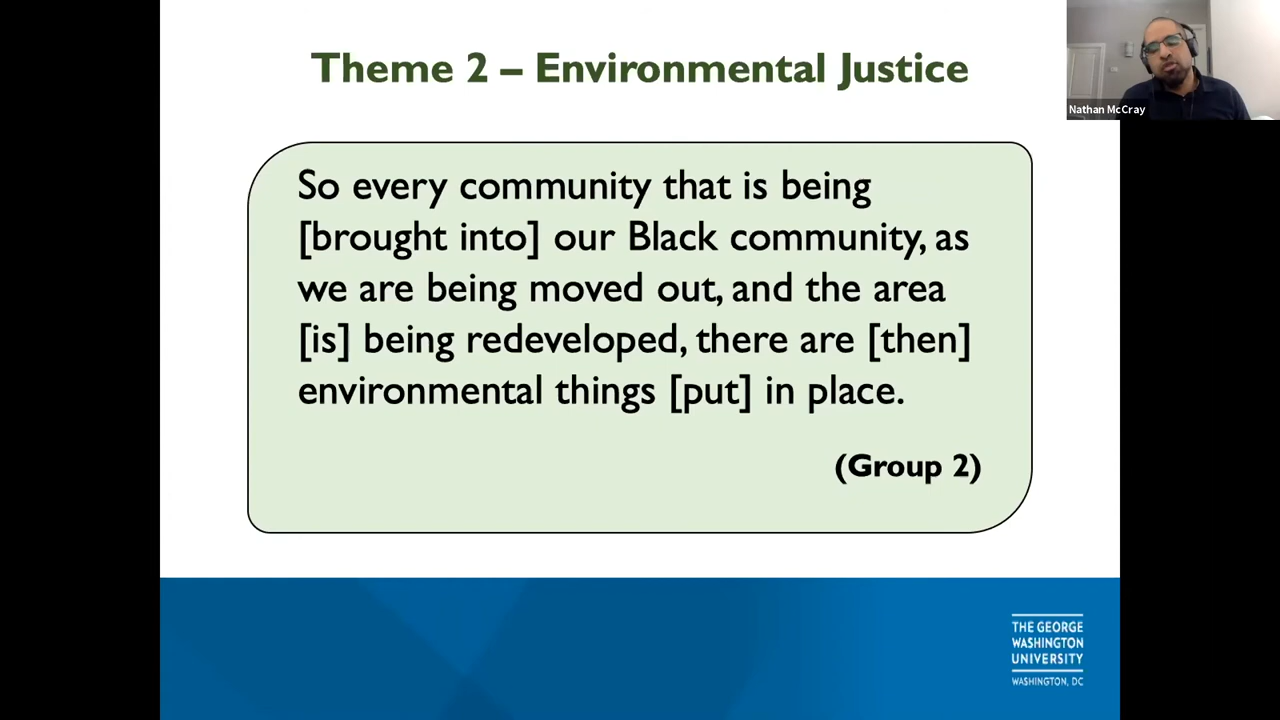 Theme 2 – Environmental Justice
Nathan McCray
So every community that is being
[brought into] our Black community, as
we are being moved out, and the area
[is] being redeveloped, there are [then]
environmental things [put] in place.
(Group 2)
THE GEORGE
WASHINGTON
UNIVERSITY
WASHINGTON, DC